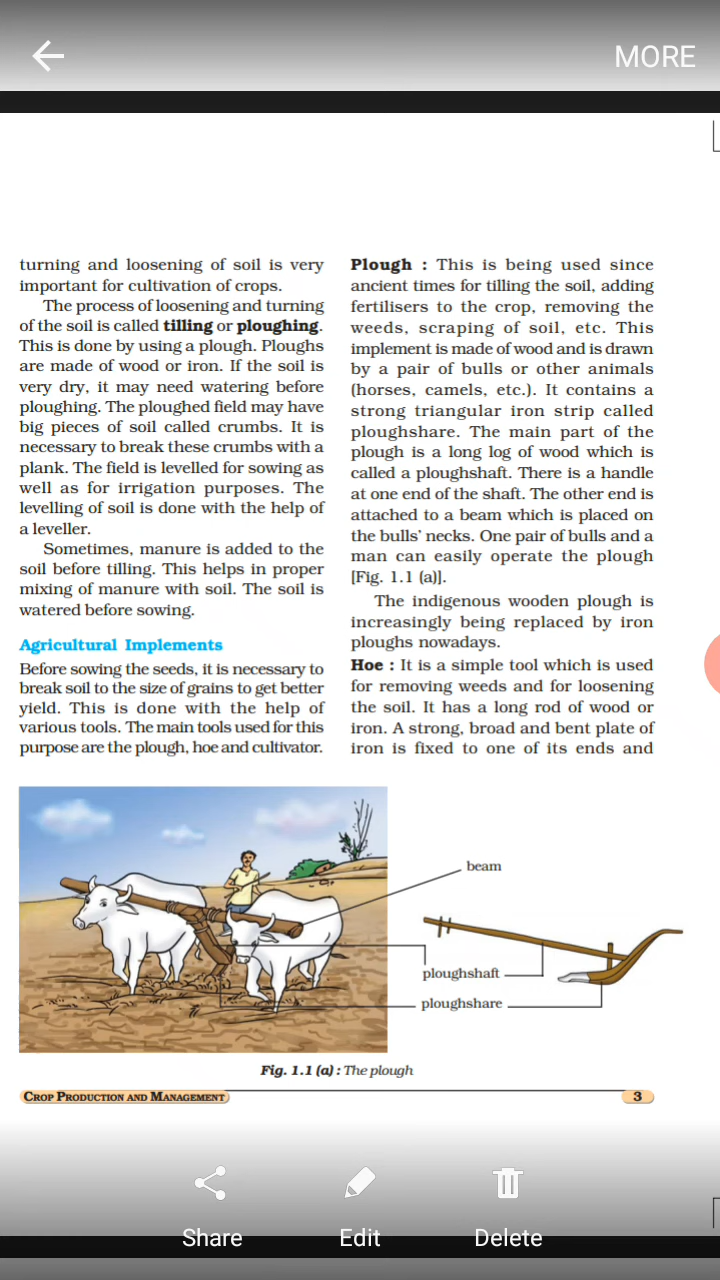 MORE
turning and loosening of soil is very
important for cultivation of crops.
The process of loosening and turning
of the soil is called tilling or ploughing.
This is done by using a plough. Ploughs
are made of wood or iron. If the soil is
very dry, it may need watering before
ploughing. The ploughed field may have
big pieces of soil called crumbs. It is
necessary to break these crumbs with a
plank. The field is levelled for sowing as
well as for irrigation purposes. The
levelling of soil is done with the help of
a leveller.
Sometimes, manure is added to the
soil before tilling. This helps in proper
mixing of manure with soil. The soil is
watered before sowing.
Agricultural Implements
Before sowing the seeds, it is necessary to
break soil to the size of grains to get better
yield. This is done with the help of
various tools. The main tools used for this
purpose are the plough, hoe and cultivator.
Plough : This is being used since
ancient times for tilling the soil, adding
fertilisers to the crop, removing the
weeds, scraping of soil, etc. This
implement is made of wood and is drawn
by a pair of bulls or other animals
(horses, camels, etc.). It contains a
strong triangular iron strip called
ploughshare. The main part of the
plough is a long log of wood which is
called a ploughshaft. There is a handle
at one end of the shaft. The other end is
attached to a beam which is placed on
the bulls' necks. One pair of bulls and a
man can easily operate the plough
[Fig. 1.1 (a)].
The indigenous wooden plough is
increasingly being replaced by iron
ploughs nowadays.
Hoe : It is a simple tool which is used
for removing weeds and for loosening
the soil. It has a long rod of wood or
iron. A strong, broad and bent plate of
iron is fixed to one of its ends and
beam
ploughshaft
ploughshare
Fig. 1.1 (a) : The plough
CROP PRODUCTION AND MANAGEMENT
3
Share
Edit
Delete